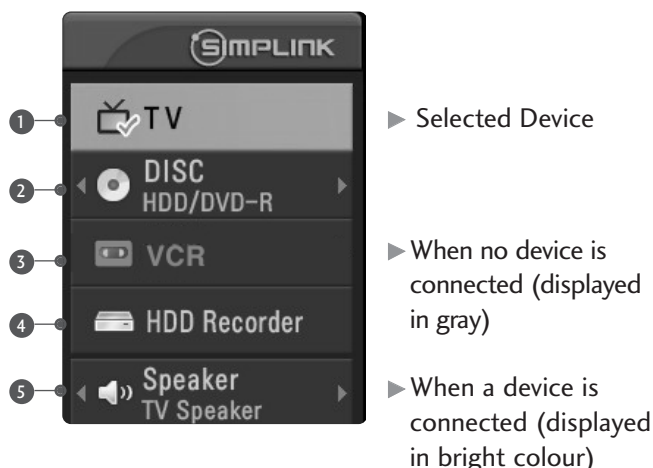 SIMPLINK
1 TV
Selected Device
2 DISC
HDD/DVD-R
3 VCR
When no device is
connected (displayed
in gray)
4 HDD Recorder
5 Speaker
TV Speaker
When a device is
connected (displayed
in bright colour)